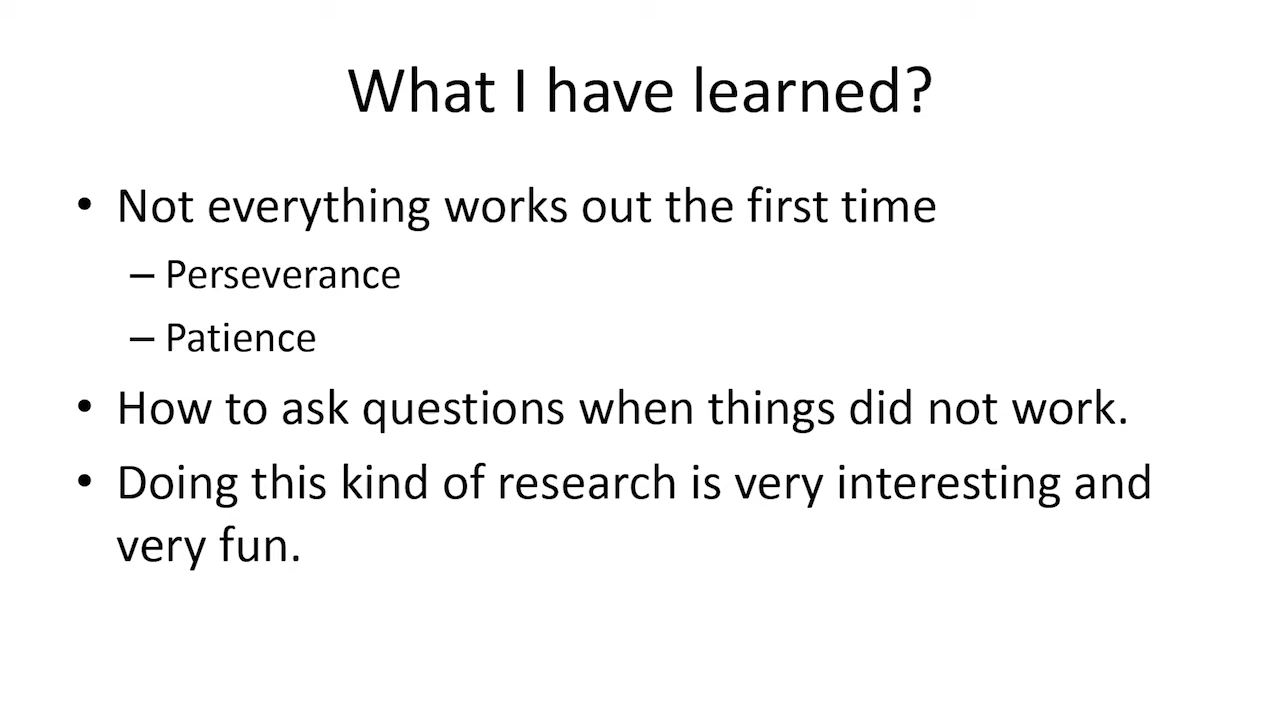 What I have learned?
• Not everything works out the first time
– Perseverance
– Patience
• How to ask questions when things did not work.
• Doing this kind of research is very interesting and
very fun.